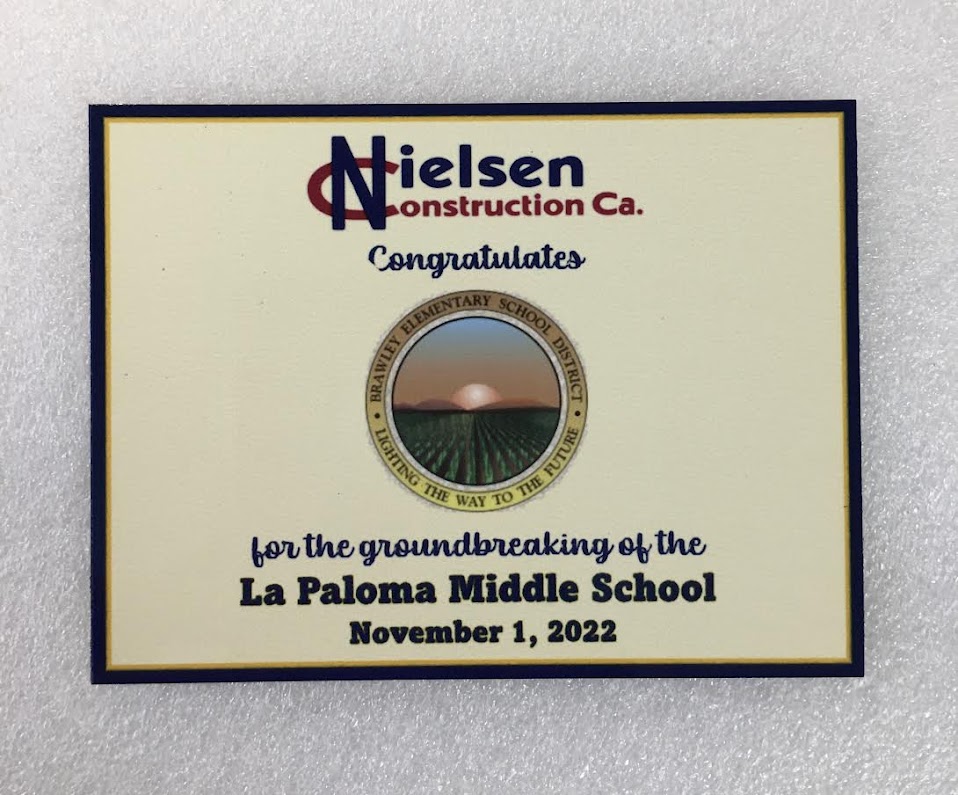 Nielsen
Construction Ca.
Congratulates
BRAWLEY ELEMENTARY SCHOOL DISTRICT
• LIGHTING THE WAY TO THE FUTURE •
for the groundbreaking of the
La Paloma Middle School
November 1, 2022